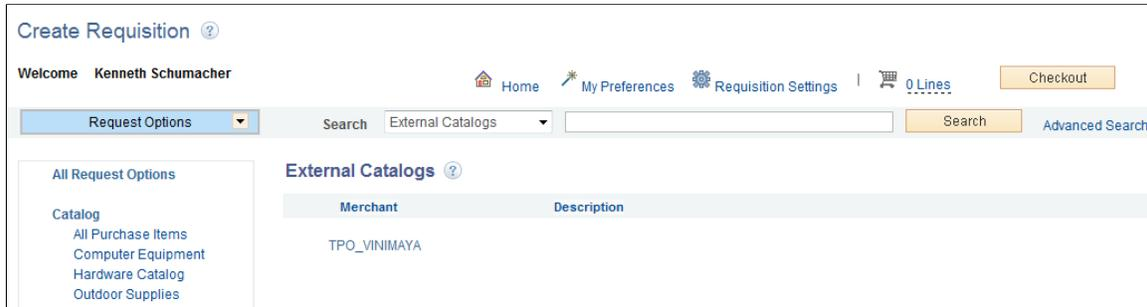 Create Requisition ?
Welcome Kenneth Schumacher
Home My Preferences Requisition Settings | 0 Lines Checkout
Request Options Search External Catalogs Search Advanced Search
All Request Options
External Catalogs ?
Merchant Description
TPO_VINIMAYA
Catalog
All Purchase Items
Computer Equipment
Hardware Catalog
Outdoor Supplies